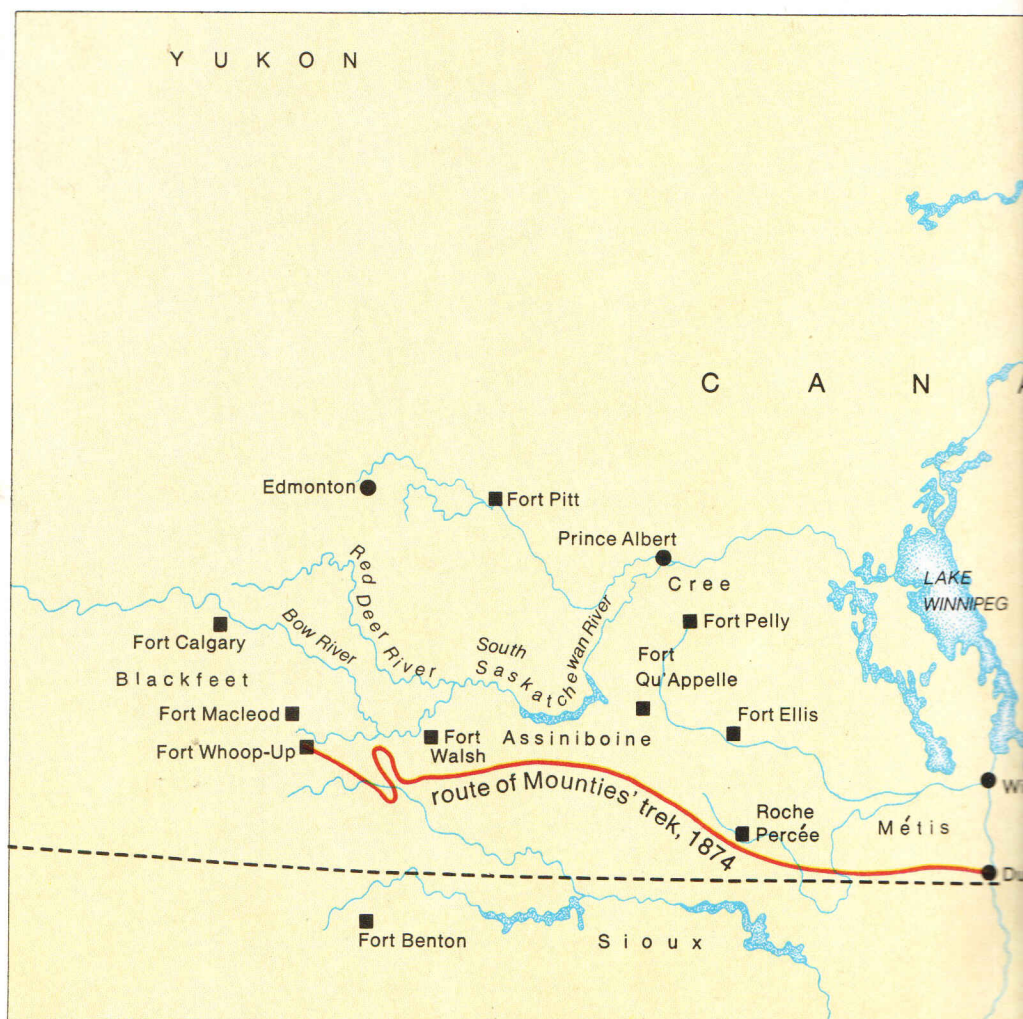 YUKON
CAN
Edmonton
Fort Pitt
Prince Albert
Cree
LAKE
WINNIPEG
Red Deer River
Bow River
Fort Calgary
Fort Pelly
South
Saskatchewan River
Fort
Qu'Appelle
Blackfeet
Fort Macleod
Fort Ellis
Fort Whoop-Up
Fort
Walsh
Assiniboine
route of Mounties' trek, 1874
Roche
Percée
Métis
Fort Benton
Sioux